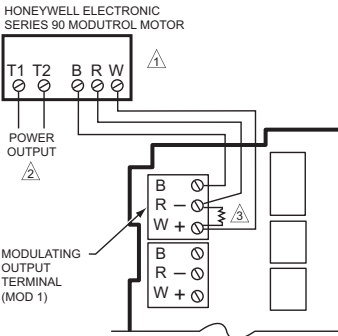 HONEYWELL ELECTRONIC
SERIES 90 MODUTROL MOTOR
T1 T2 B R W
1
POWER
OUTPUT
2
B
R −
W +
3
MODULATING
OUTPUT
TERMINAL
(MOD 1)
B
R −
W +